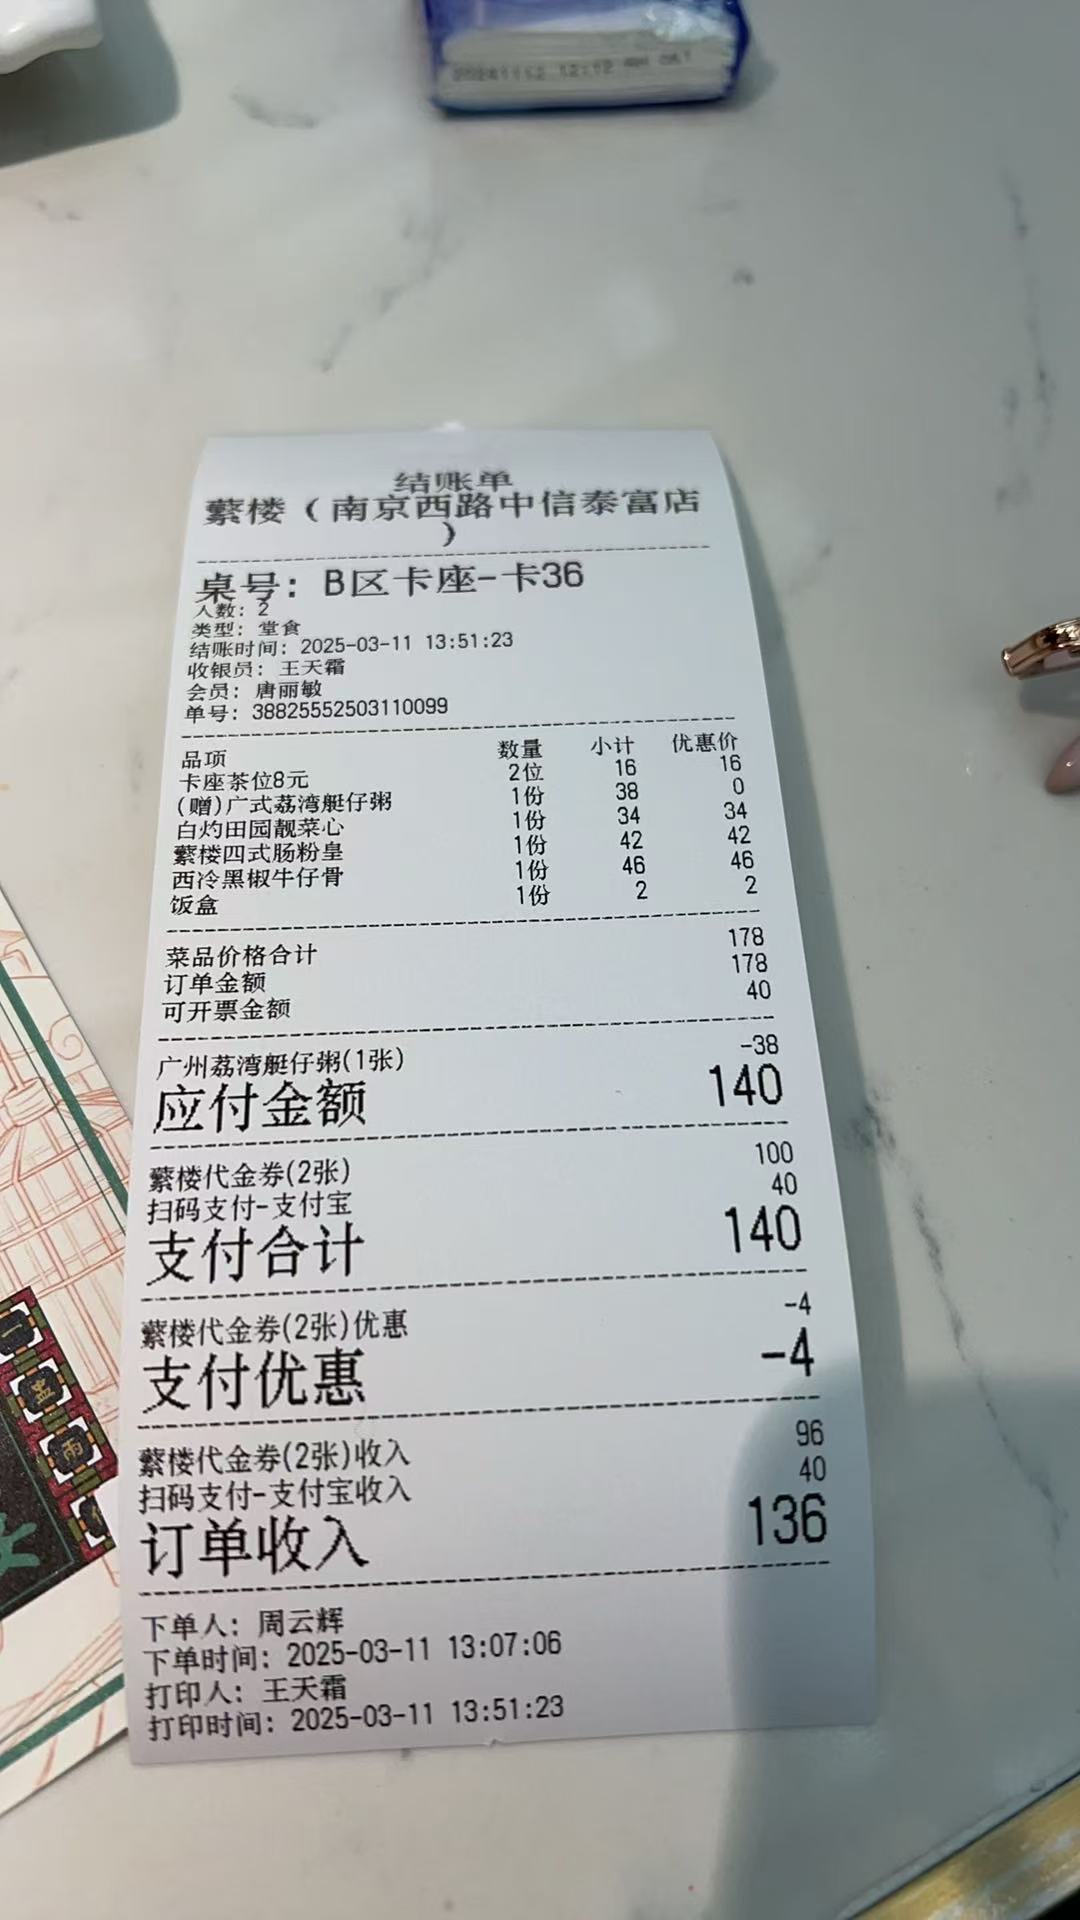 结账单
蘩楼（南京西路中信泰富店
）
桌号: B区卡座-卡36
人数: 2
类型: 堂食
结账时间: 2025-03-11 13:51:23
收银员: 王天霜
会员: 唐丽敏
单号: 38825552503110099
品项 数量 小计 优惠价
卡座茶位8元 2位 16 16
(赠)广式荔湾艇仔粥 1份 38 0
白灼田园靓菜心 1份 34 34
蘩楼四式肠粉皇 1份 42 42
西冷黑椒牛仔骨 1份 46 46
饭盒 1份 2 2
菜品价格合计 178
订单金额 178
可开票金额 40
广州荔湾艇仔粥(1张) -38
应付金额 140
蘩楼代金券(2张) 100
扫码支付-支付宝 40
支付合计 140
蘩楼代金券(2张)优惠 -4
支付优惠 -4
蘩楼代金券(2张)收入 96
扫码支付-支付宝收入 40
订单收入 136
下单人: 周云辉
下单时间: 2025-03-11 13:07:06
打印人: 王天霜
打印时间: 2025-03-11 13:51:23